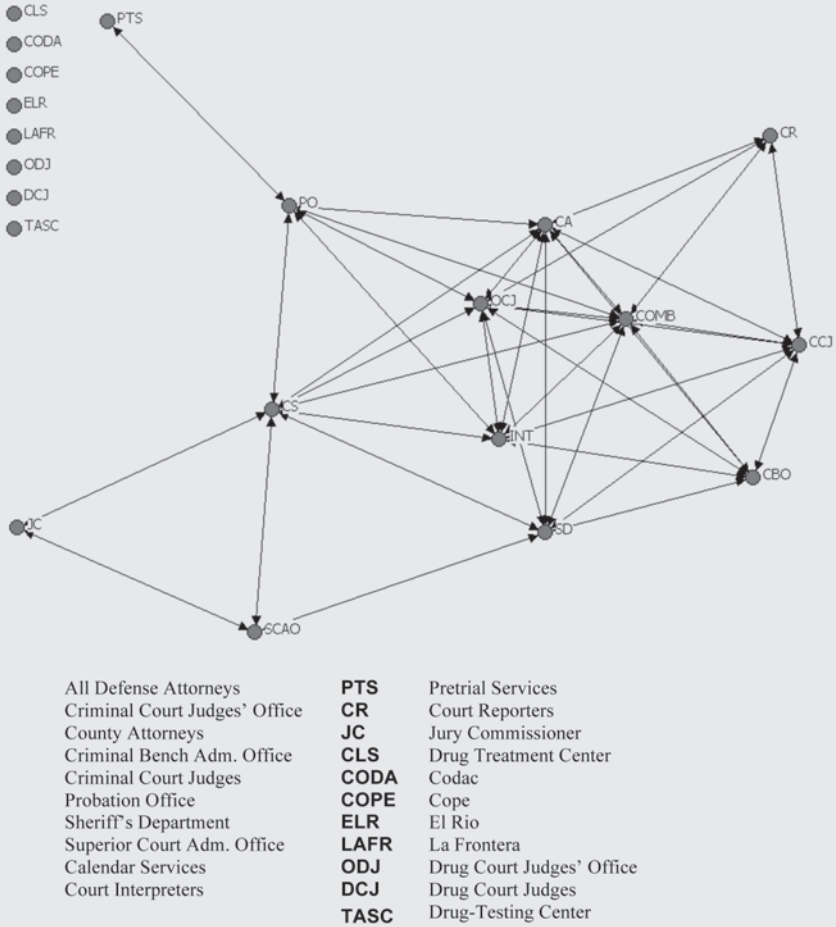 CLS
PTS
CODA
COPE
ELR
LAFR
ODJ
DCJ
TASC
CR
PO
CA
OCJ
COMB
CCJ
CS
INT
CBO
JC
SD
SCAO
All Defense Attorneys PTS Pretrial Services
Criminal Court Judges' Office CR Court Reporters
County Attorneys JC Jury Commissioner
Criminal Bench Adm. Office CLS Drug Treatment Center
Criminal Court Judges CODA Codac
Probation Office COPE Cope
Sheriff's Department ELR El Rio
Superior Court Adm. Office LAFR La Frontera
Calendar Services ODJ Drug Court Judges' Office
Court Interpreters DCJ Drug Court Judges
TASC Drug-Testing Center